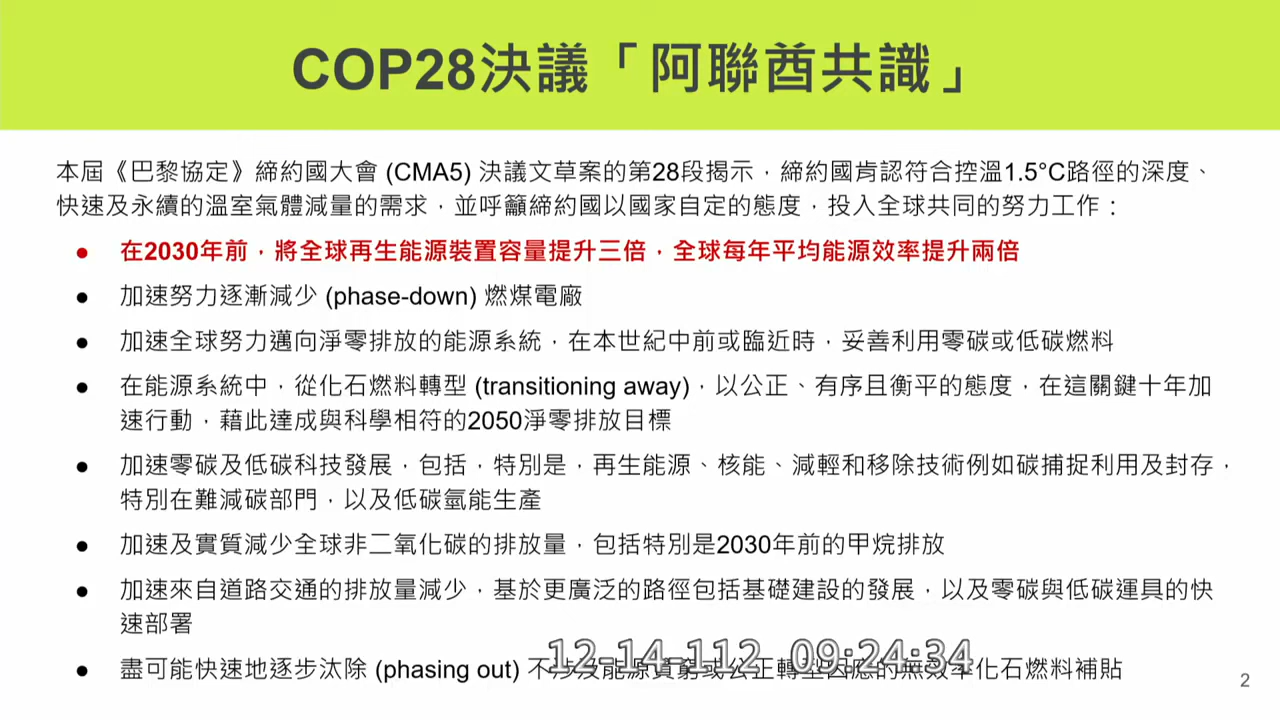 COP28決議「阿聯酋共識」
本屆《巴黎協定》締約國大會 (CMA5) 決議文草案的第28段揭示，締約國肯認符合控溫1.5°C路徑的深度、
快速及永續的溫室氣體減量的需求，並呼籲締約國以國家自定的態度，投入全球共同的努力工作：
● 在2030年前，將全球再生能源裝置容量提升三倍，全球每年平均能源效率提升兩倍
● 加速努力逐漸減少 (phase-down) 燃煤電廠
● 加速全球努力邁向淨零排放的能源系統，在本世紀中前或臨近時，妥善利用零碳或低碳燃料
● 在能源系統中，從化石燃料轉型 (transitioning away)，以公正、有序且衡平的態度，在這關鍵十年加
速行動，藉此達成與科學相符的2050淨零排放目標
● 加速零碳及低碳科技發展，包括，特別是，再生能源、核能、減輕和移除技術例如碳捕捉利用及封存，
特別在難減碳部門，以及低碳氫能生產
● 加速及實質減少全球非二氧化碳的排放量，包括特別是2030年前的甲烷排放
● 加速來自道路交通的排放量減少，基於更廣泛的路徑包括基礎建設的發展，以及零碳與低碳運具的快
速部署
12-14-112 09:24:34
● 盡可能快速地逐步汰除 (phasing out) 不涉及能源貧窮或公正轉型因應的無效率化石燃料補貼
2